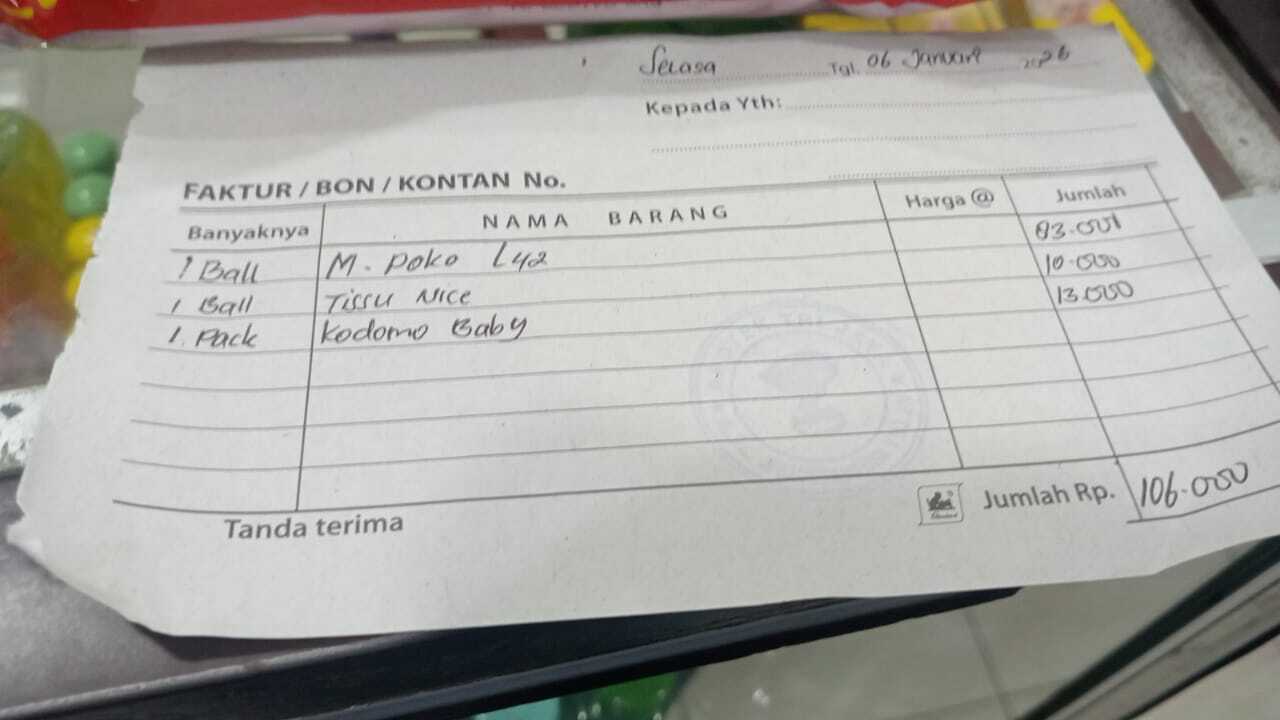 Selasa Tgl. 06 Januari 2026
Kepada Yth:
FAKTUR / BON / KONTAN No.
Banyaknya NAMA BARANG Harga @ Jumlah
1 Ball M. Poko L42 83.000
1 Ball Tissu Nice 10.000
1. Pack Kodomo Baby 13.000
Tanda terima Jumlah Rp. 106.000